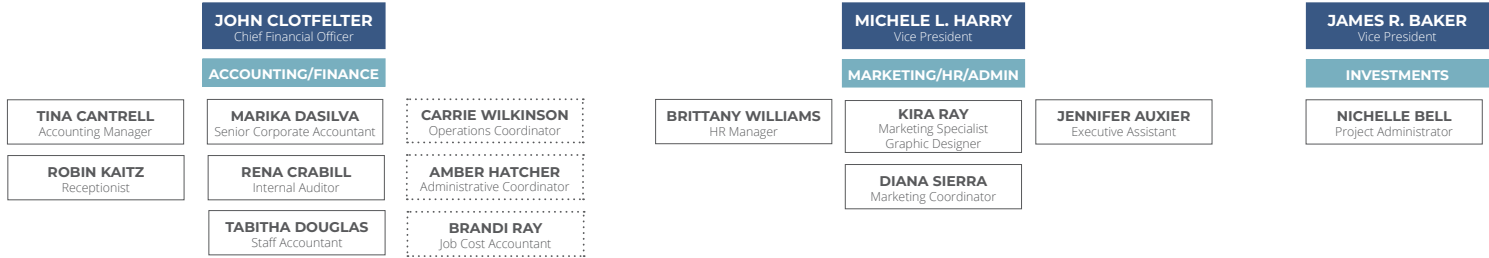 JOHN CLOTFELTER
Chief Financial Officer
ACCOUNTING/FINANCE
TINA CANTRELL
Accounting Manager
ROBIN KAITZ
Receptionist
MARIKA DASILVA
Senior Corporate Accountant
RENA CRABILL
Internal Auditor
TABITHA DOUGLAS
Staff Accountant
CARRIE WILKINSON
Operations Coordinator
AMBER HATCHER
Administrative Coordinator
BRANDI RAY
Job Cost Accountant
MICHELE L. HARRY
Vice President
MARKETING/HR/ADMIN
BRITTANY WILLIAMS
HR Manager
KIRA RAY
Marketing Specialist
Graphic Designer
DIANA SIERRA
Marketing Coordinator
JENNIFER AUXIER
Executive Assistant
JAMES R. BAKER
Vice President
INVESTMENTS
NICHELLE BELL
Project Administrator